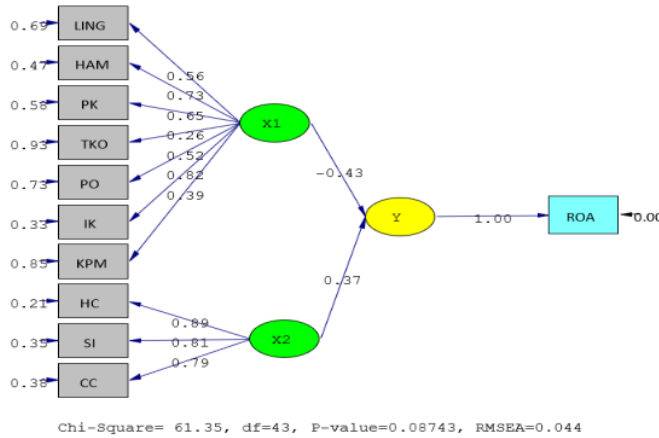 0.69 LING
0.47 HAM
0.58 PK
0.93 TKO
0.73 PO
0.33 IK
0.85 KPM
0.21 HC
0.35 SI
0.38 CC
0.56
0.73
0.65
0.26
0.52
0.82
0.39
X1
-0.43
Y
1.00
ROA
0.00
0.37
0.89
0.81
0.79
X2
Chi-Square= 61.35, df=43, P-value=0.08743, RMSEA=0.044